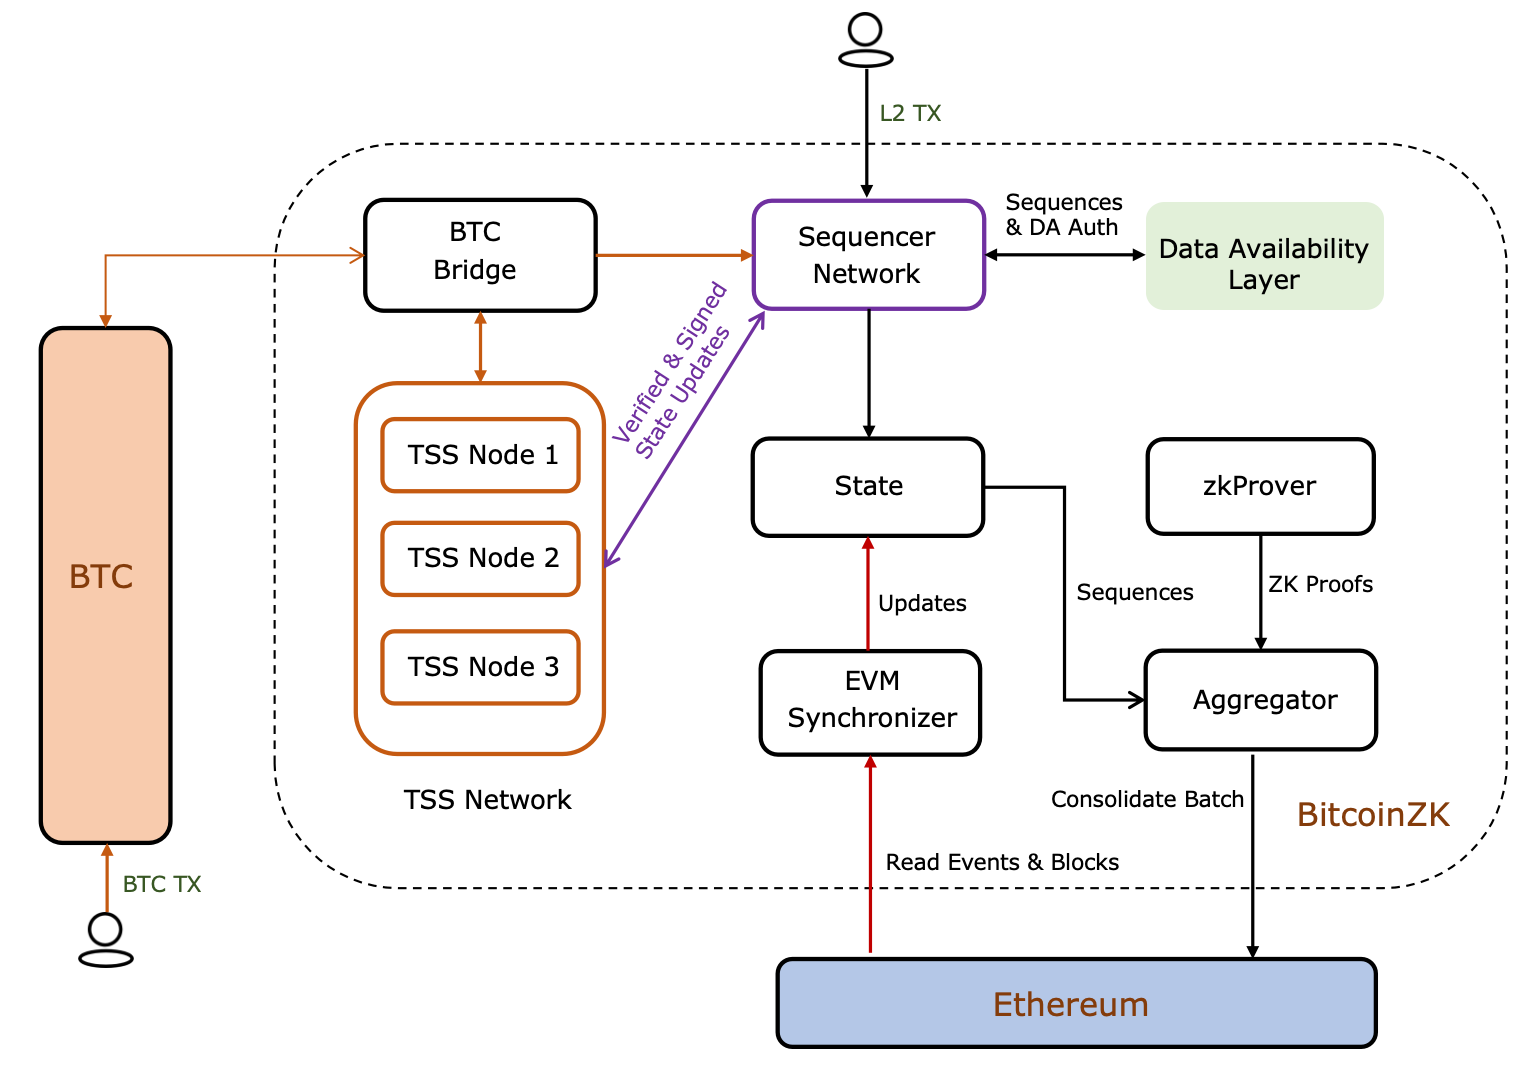 L2 TX
BTC
Bridge
Sequencer
Network
Sequences
& DA Auth
Data Availability
Layer
Verified & Signed
State Updates
TSS Node 1
TSS Node 2
TSS Node 3
TSS Network
State
zkProver
BTC
Updates
Sequences
ZK Proofs
EVM
Synchronizer
Aggregator
Consolidate Batch
BitcoinZK
Read Events & Blocks
BTC TX
Ethereum